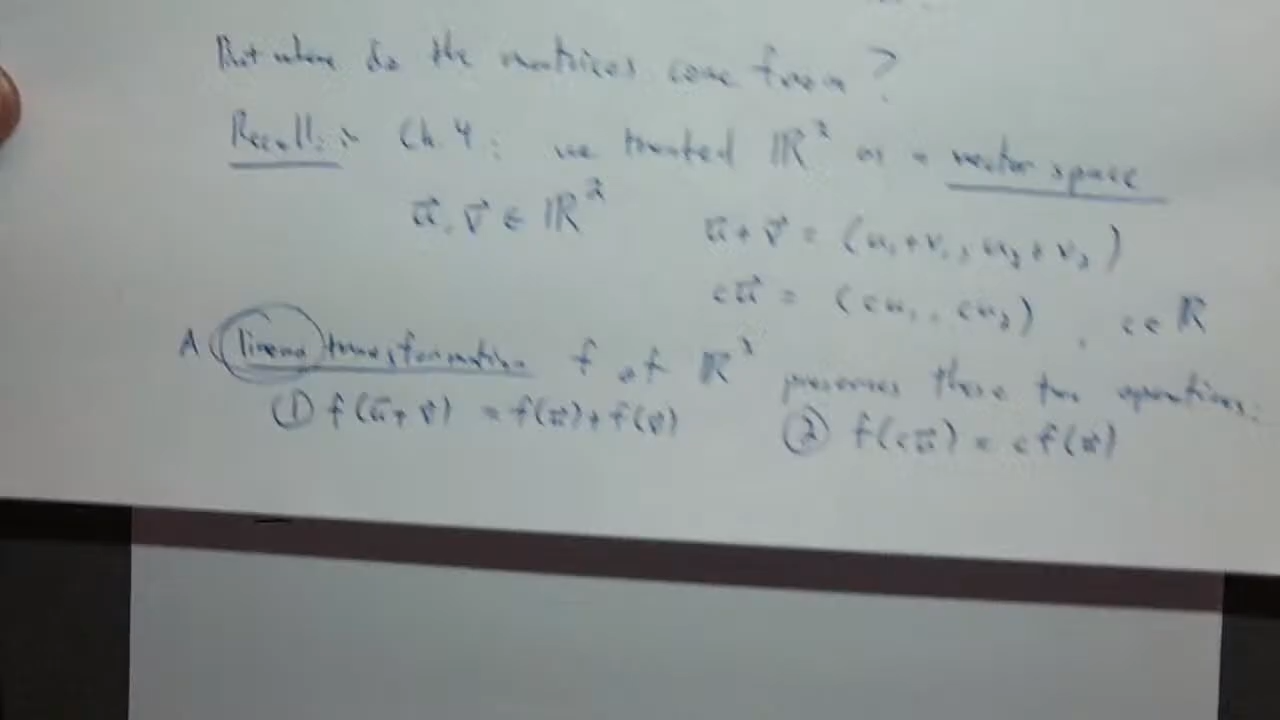 But where do the matrices come from?
Recall: Ch. 4: we treated ℝ² as a vector space
u⃗, v⃗ ∈ ℝ² u⃗ + v⃗ = (u₁+v₁, u₂+v₂)
cu⃗ = (cu₁, cu₂), c ∈ ℝ
A linear transformation f of ℝ² preserves these two operations:
① f(u⃗+v⃗) = f(u⃗)+f(v⃗) ② f(cu⃗) = cf(u⃗)